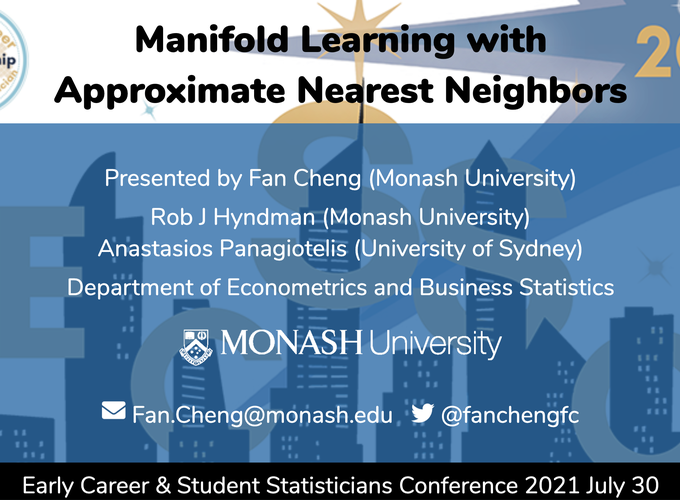 Manifold Learning with
Approximate Nearest Neighbors
Presented by Fan Cheng (Monash University)
Rob J Hyndman (Monash University)
Anastasios Panagiotelis (University of Sydney)
Department of Econometrics and Business Statistics
MONASH University
Fan.Cheng@monash.edu @fanchengfc
Early Career & Student Statisticians Conference 2021 July 30